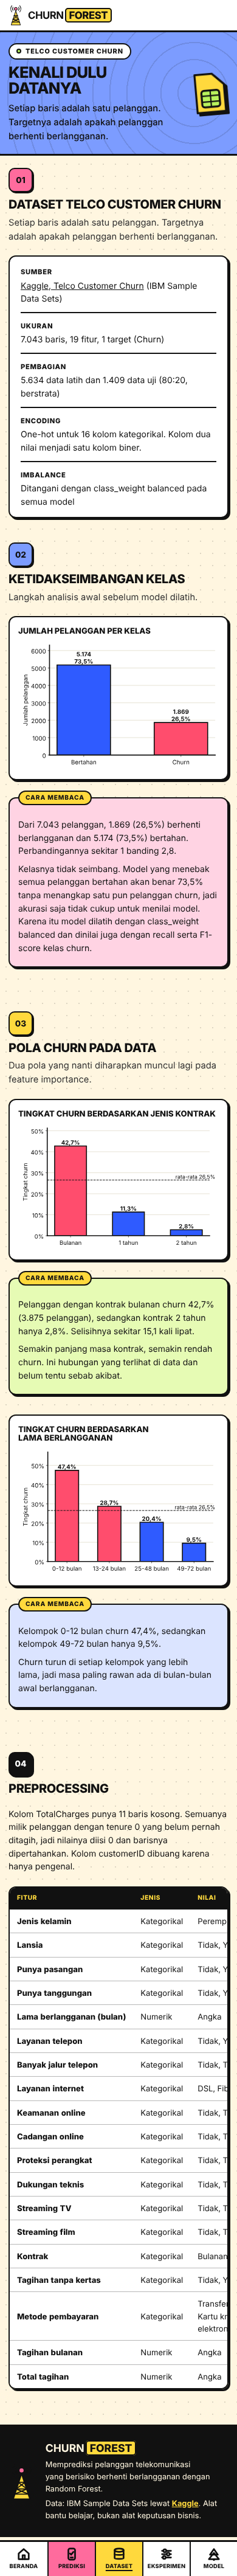 CHURN FOREST
TELCO CUSTOMER CHURN
KENALI DULU
DATANYA
Setiap baris adalah satu pelanggan.
Targetnya adalah apakah pelanggan
berhenti berlangganan.
01
DATASET TELCO CUSTOMER CHURN
Setiap baris adalah satu pelanggan. Targetnya
adalah apakah pelanggan berhenti berlangganan.
SUMBER
Kaggle, Telco Customer Churn (IBM Sample
Data Sets)
UKURAN
7.043 baris, 19 fitur, 1 target (Churn)
PEMBAGIAN
5.634 data latih dan 1.409 data uji (80:20,
berstrata)
ENCODING
One-hot untuk 16 kolom kategorikal. Kolom dua
nilai menjadi satu kolom biner.
IMBALANCE
Ditangani dengan class_weight balanced pada
semua model
02
KETIDAKSEIMBANGAN KELAS
Langkah analisis awal sebelum model dilatih.
JUMLAH PELANGGAN PER KELAS
Jumlah pelanggan
6000
5000
4000
3000
2000
1000
0
5.174
73,5%
1.869
26,5%
Bertahan
Churn
CARA MEMBACA
Dari 7.043 pelanggan, 1.869 (26,5%) berhenti
berlangganan dan 5.174 (73,5%) bertahan.
Perbandingannya sekitar 1 banding 2,8.
Kelasnya tidak seimbang. Model yang menebak
semua pelanggan bertahan akan benar 73,5%
tanpa menangkap satu pun pelanggan churn, jadi
akurasi saja tidak cukup untuk menilai model.
Karena itu model dilatih dengan class_weight
balanced dan dinilai juga dengan recall serta F1-
score kelas churn.
03
POLA CHURN PADA DATA
Dua pola yang nanti diharapkan muncul lagi pada
feature importance.
TINGKAT CHURN BERDASARKAN JENIS KONTRAK
Tingkat churn
50%
40%
30%
20%
10%
0%
42,7%
11,3%
2,8%
rata-rata 26,5%
Bulanan
1 tahun
2 tahun
CARA MEMBACA
Pelanggan dengan kontrak bulanan churn 42,7%
(3.875 pelanggan), sedangkan kontrak 2 tahun
hanya 2,8%. Selisihnya sekitar 15,1 kali lipat.
Semakin panjang masa kontrak, semakin rendah
churn. Ini hubungan yang terlihat di data dan
belum tentu sebab akibat.
TINGKAT CHURN BERDASARKAN
LAMA BERLANGGANAN
Tingkat churn
50%
40%
30%
20%
10%
0%
47,4%
28,7%
20,4%
9,5%
rata-rata 26,5%
0-12 bulan
13-24 bulan
25-48 bulan
49-72 bulan
CARA MEMBACA
Kelompok 0-12 bulan churn 47,4%, sedangkan
kelompok 49-72 bulan hanya 9,5%.
Churn turun di setiap kelompok yang lebih
lama, jadi masa paling rawan ada di bulan-bulan
awal berlangganan.
04
PREPROCESSING
Kolom TotalCharges punya 11 baris kosong. Semuanya
milik pelanggan dengan tenure 0 yang belum pernah
ditagih, jadi nilainya diisi 0 dan barisnya
dipertahankan. Kolom customerID dibuang karena
hanya pengenal.
FITUR JENIS NILAI
Jenis kelamin Kategorikal Peremp
Lansia Kategorikal Tidak, Y
Punya pasangan Kategorikal Tidak, Y
Punya tanggungan Kategorikal Tidak, Y
Lama berlangganan (bulan) Numerik Angka
Layanan telepon Kategorikal Tidak, Y
Banyak jalur telepon Kategorikal Tidak, T
Layanan internet Kategorikal DSL, Fib
Keamanan online Kategorikal Tidak, T
Cadangan online Kategorikal Tidak, T
Proteksi perangkat Kategorikal Tidak, T
Dukungan teknis Kategorikal Tidak, T
Streaming TV Kategorikal Tidak, T
Streaming film Kategorikal Tidak, T
Kontrak Kategorikal Bulanan
Tagihan tanpa kertas Kategorikal Tidak, Y
Metode pembayaran Kategorikal Transfer
Kartu kr
elektron
Tagihan bulanan Numerik Angka
Total tagihan Numerik Angka
CHURN FOREST
Memprediksi pelanggan telekomunikasi
yang berisiko berhenti berlangganan dengan
Random Forest.
Data: IBM Sample Data Sets lewat Kaggle. Alat
bantu belajar, bukan alat keputusan bisnis.
BERANDA
PREDIKSI
DATASET
EKSPERIMEN
MODEL